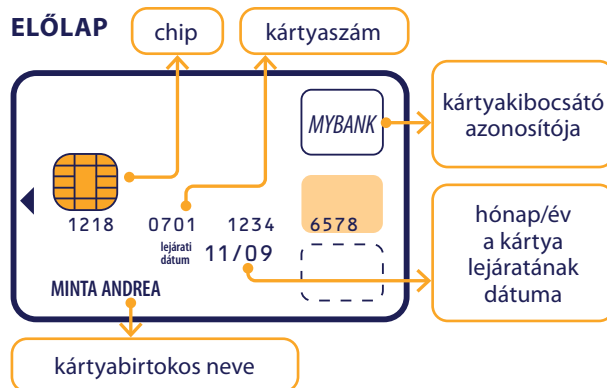 ELŐLAP
chip
kártyaszám
MYBANK
kártyakibocsátó
azonosítója
1218 0701 1234 6578
lejárati
dátum
11/09
MINTA ANDREA
hónap/év
a kártya
lejáratának
dátuma
kártyabirtokos neve